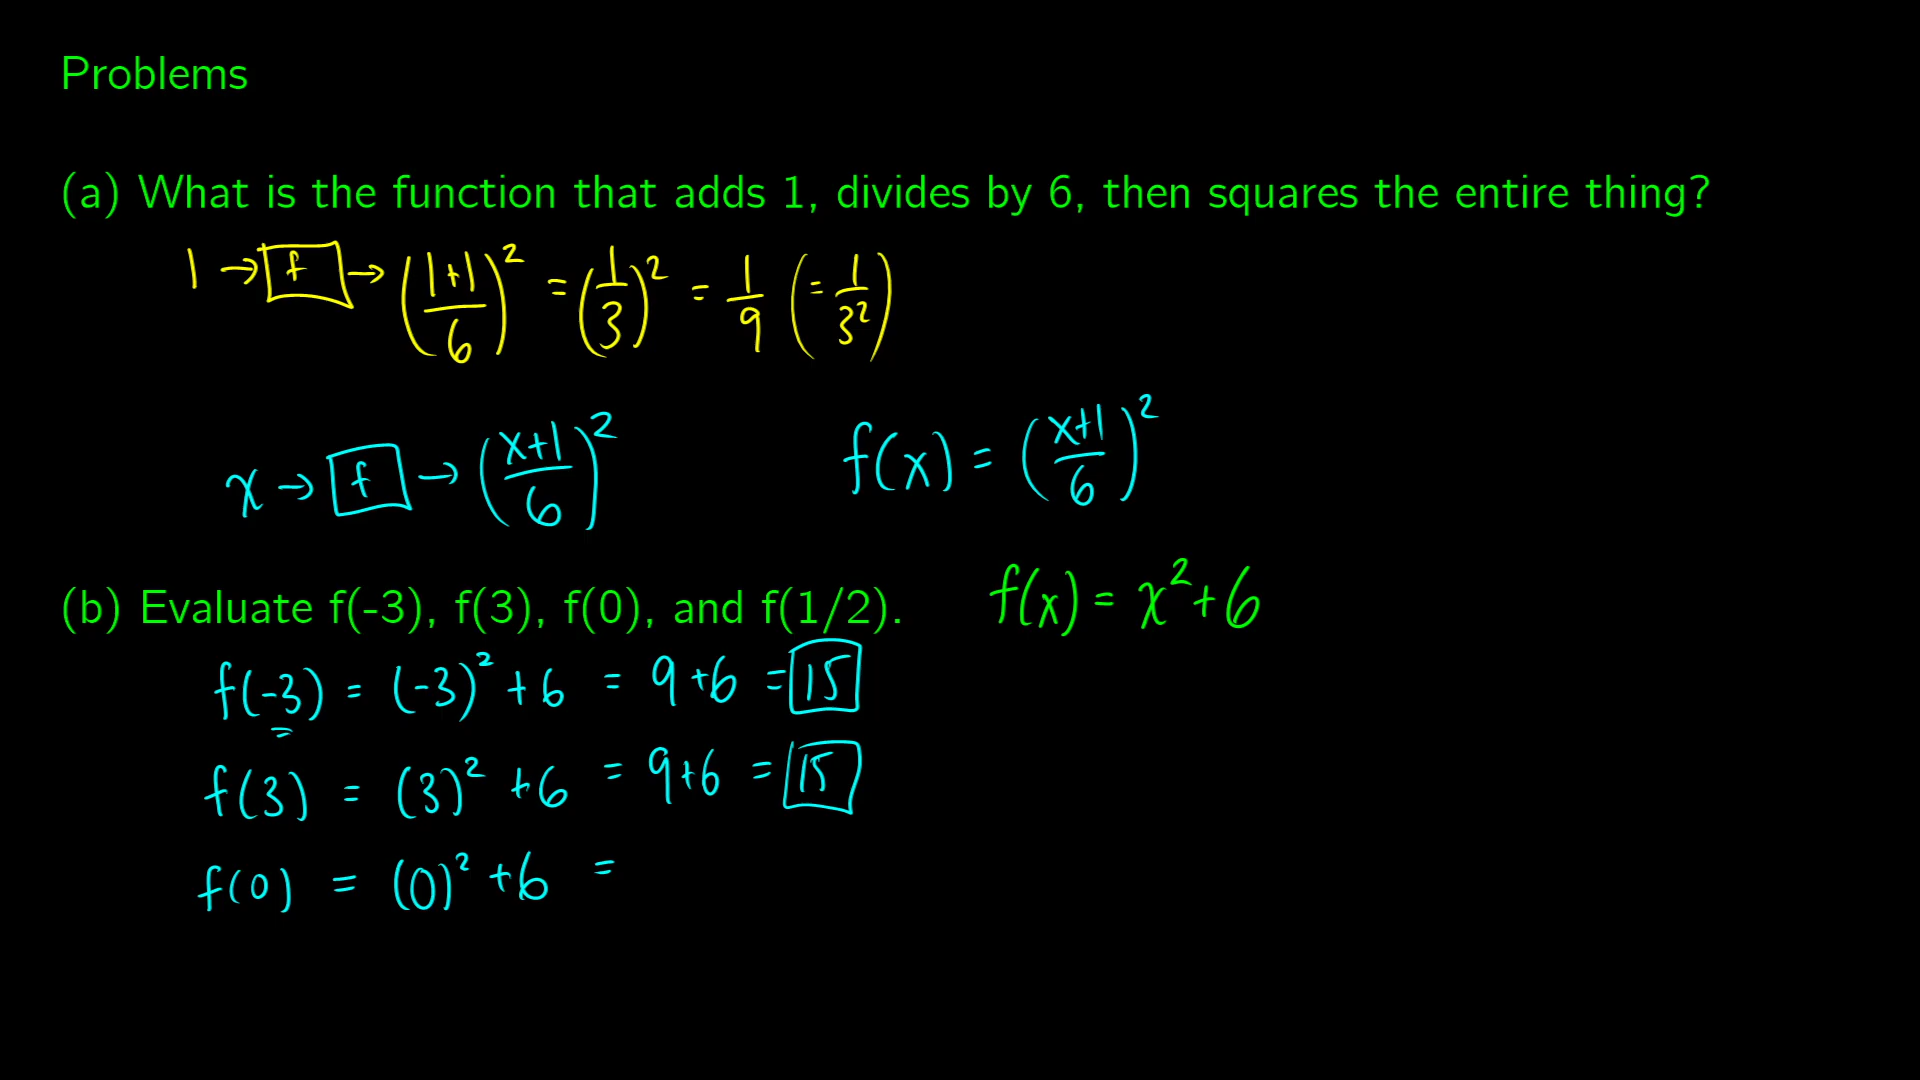 Problems
(a) What is the function that adds 1, divides by 6, then squares the entire thing?
1 → f → ((1+1)/6)² = (1/3)² = 1/9 (= 1/3²)
x → f → ((x+1)/6)² f(x) = ((x+1)/6)²
(b) Evaluate f(-3), f(3), f(0), and f(1/2). f(x) = x² + 6
f(-3) = (-3)² + 6 = 9 + 6 = 15
f(3) = (3)² + 6 = 9 + 6 = 15
f(0) = (0)² + 6 =